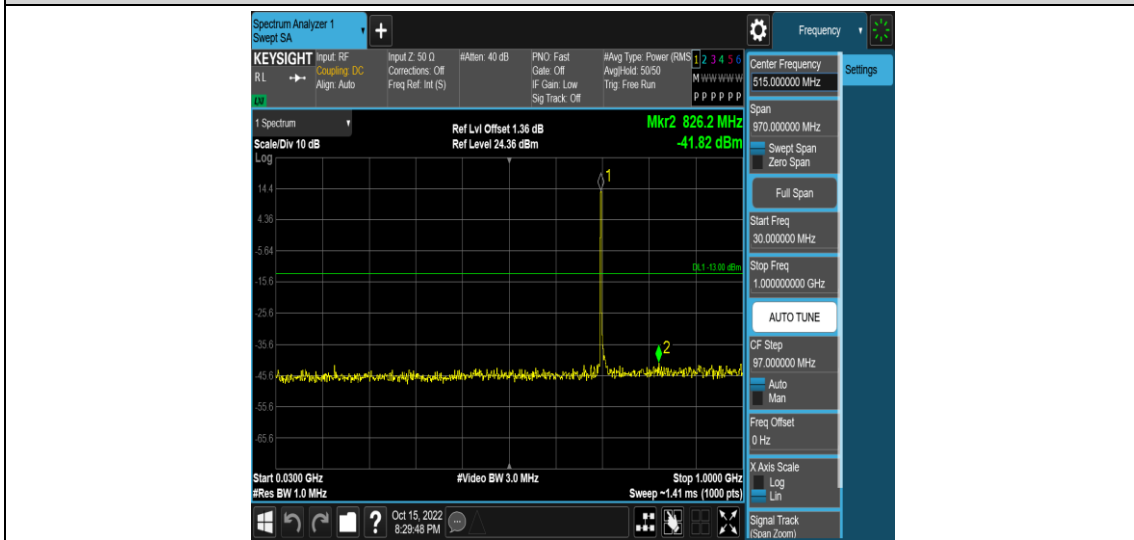 Spectrum Analyzer 1
Swept SA
+
Frequency
KEYSIGHT
RL
LXI
Input: RF
Coupling: DC
Align: Auto
Input Z: 50 Ω
Corrections: Off
Freq Ref: Int (S)
#Atten: 40 dB
PNO: Fast
Gate: Off
IF Gain: Low
Sig Track: Off
#Avg Type: Power (RMS
Avg|Hold: 50/50
Trig: Free Run
1 2 3 4 5 6
M W W W W W
P P P P P P
1 Spectrum
Scale/Div 10 dB
Log
Ref Lvl Offset 1.36 dB
Ref Level 24.36 dBm
Mkr2 826.2 MHz
-41.82 dBm
1
14.4
4.36
-5.64
DL1 -13.00 dBm
-15.6
-25.6
-35.6
2
-45.6
-55.6
-65.6
Start 0.0300 GHz
#Res BW 1.0 MHz
#Video BW 3.0 MHz
Stop 1.0000 GHz
Sweep ~1.41 ms (1000 pts)
Center Frequency
515.000000 MHz
Settings
Span
970.000000 MHz
Swept Span
Zero Span
Full Span
Start Freq
30.000000 MHz
Stop Freq
1.000000000 GHz
AUTO TUNE
CF Step
97.000000 MHz
Auto
Man
Freq Offset
0 Hz
X Axis Scale
Log
Lin
Signal Track
(Span Zoom)
?
Oct 15, 2022
8:29:48 PM